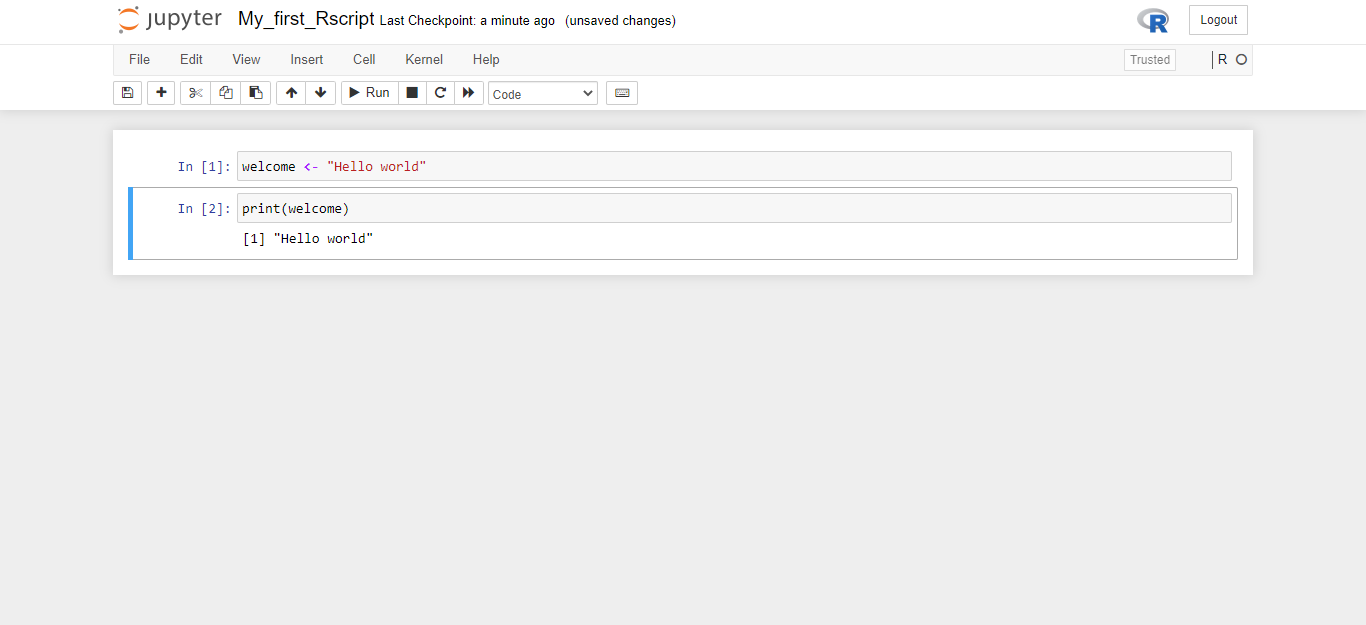 jupyter My_first_Rscript Last Checkpoint: a minute ago (unsaved changes) R Logout
File Edit View Insert Cell Kernel Help Trusted R
Run Code
In [1]: welcome <- "Hello world"
In [2]: print(welcome)
[1] "Hello world"